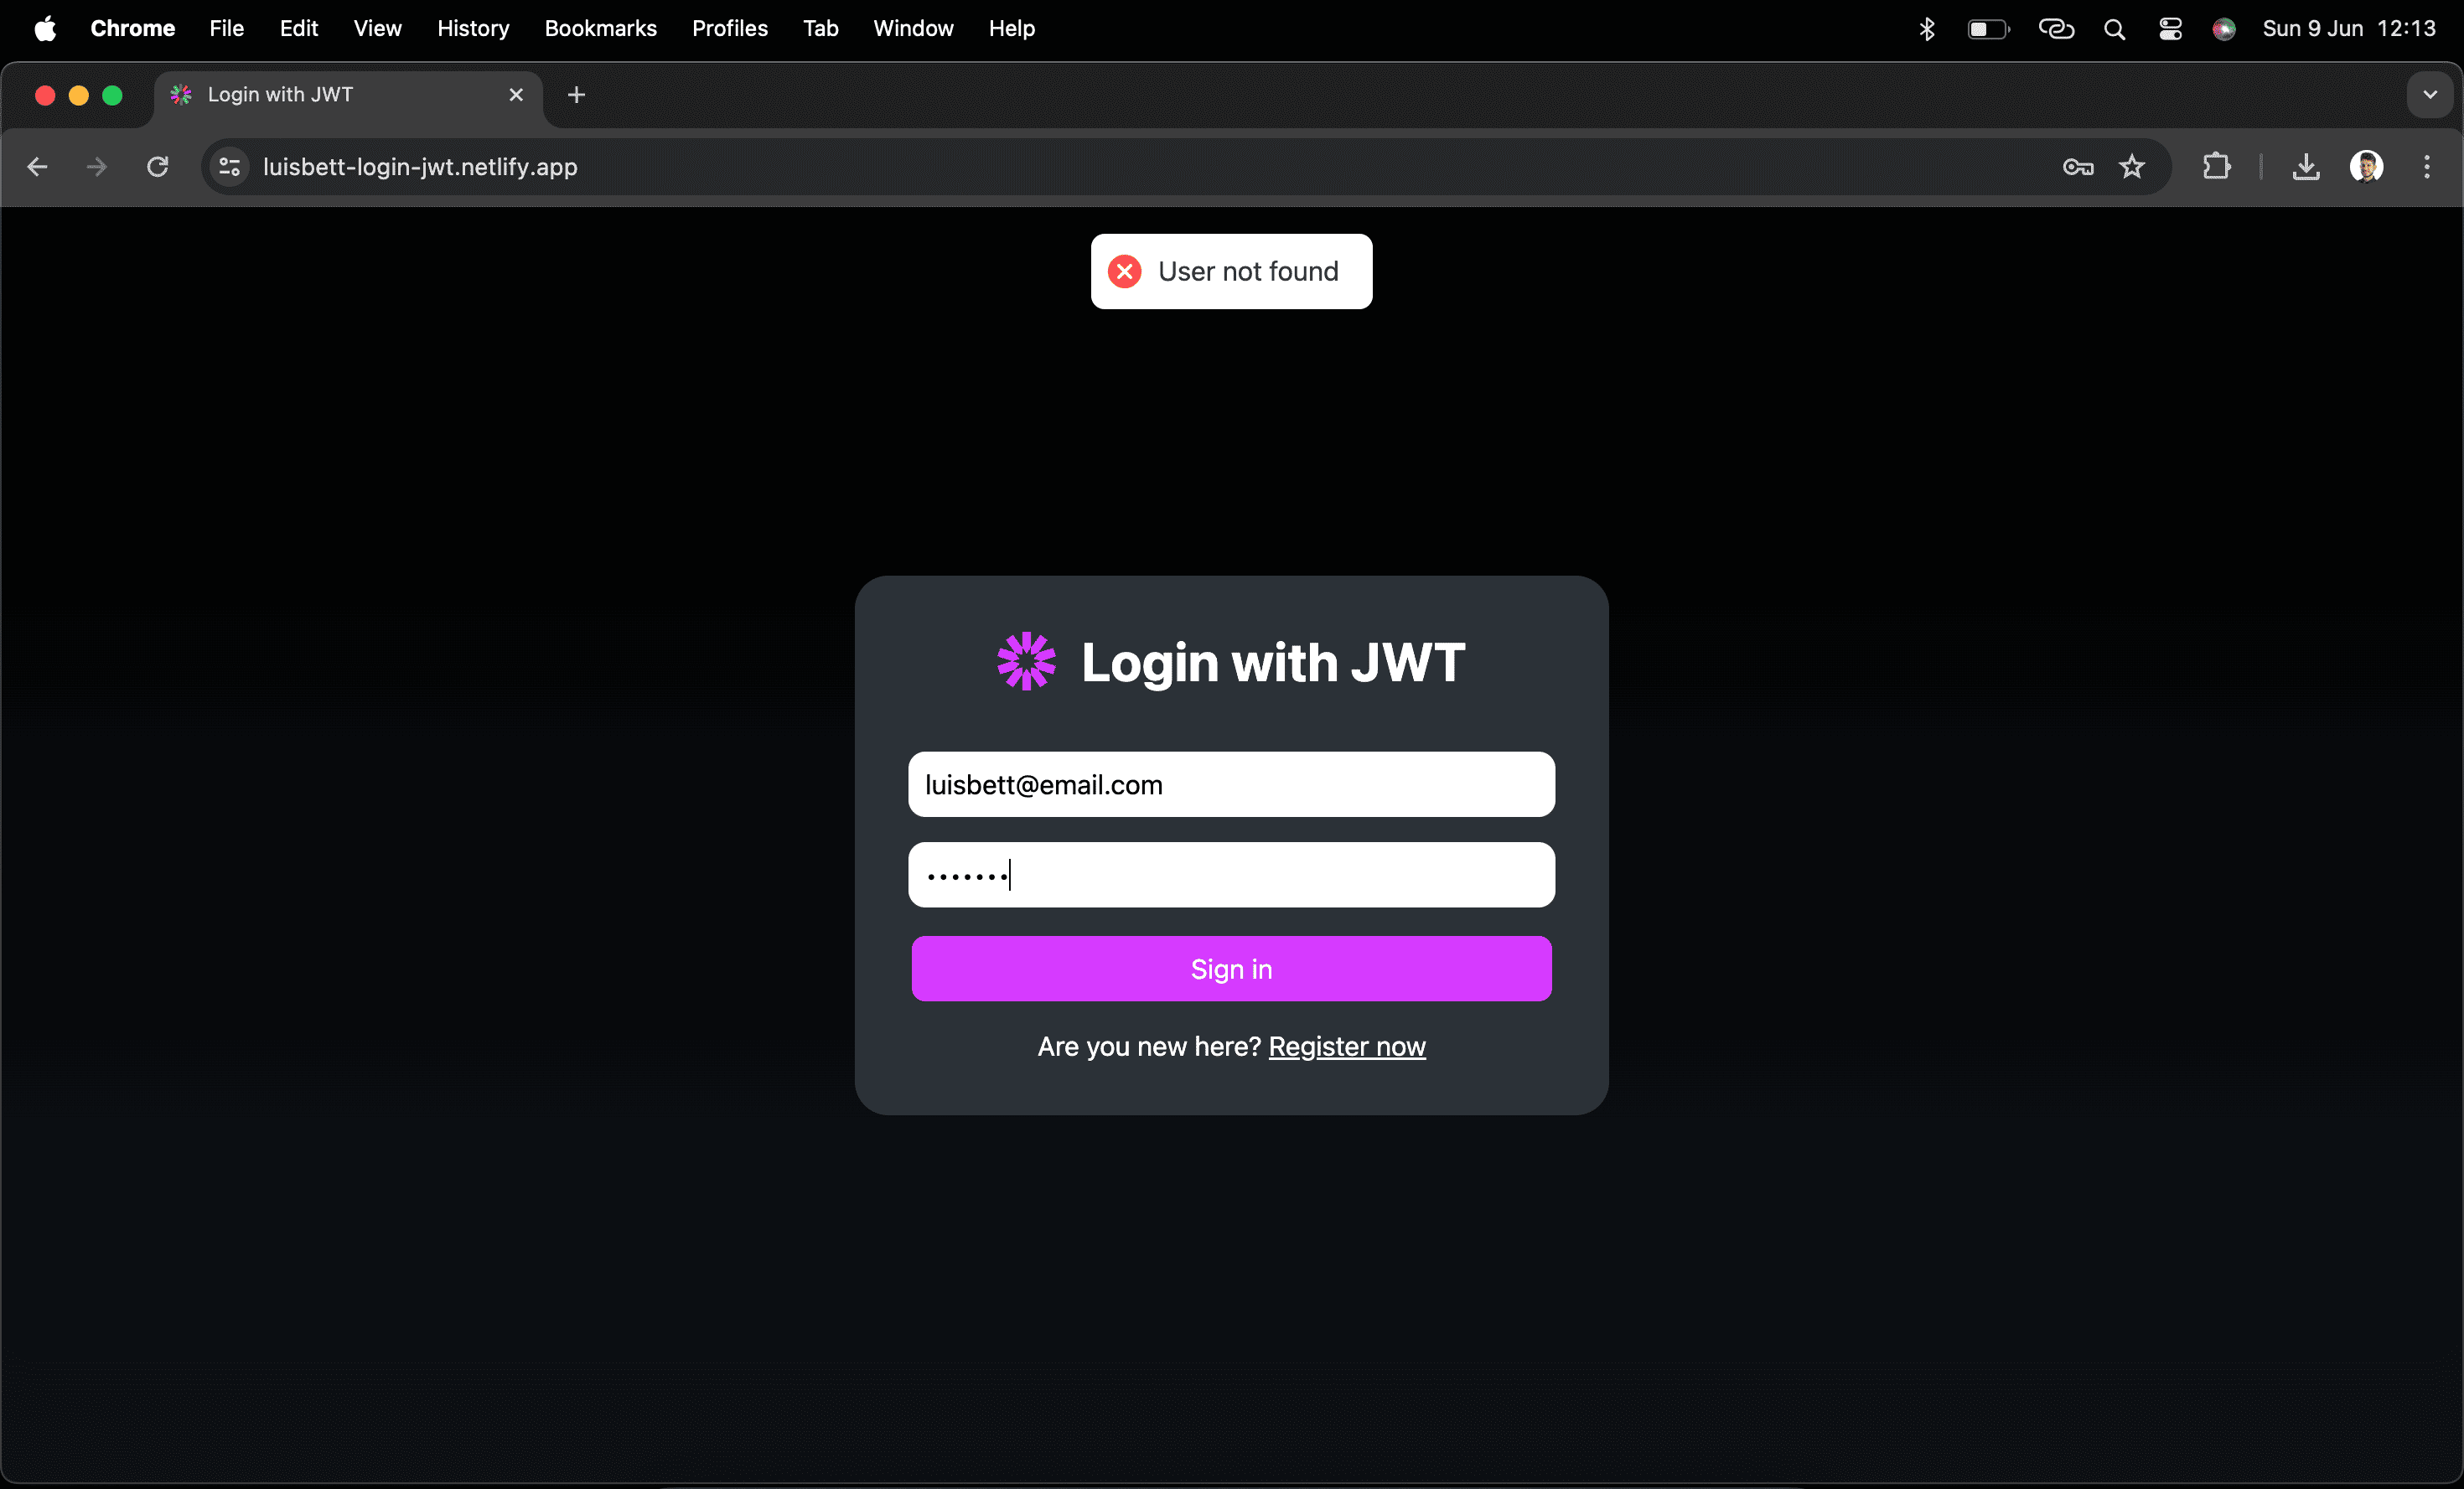 Chrome File Edit View History Bookmarks Profiles Tab Window Help Sun 9 Jun 12:13
Login with JWT
luisbett-login-jwt.netlify.app
User not found
Login with JWT
luisbett@email.com
•••••••
Sign in
Are you new here? Register now